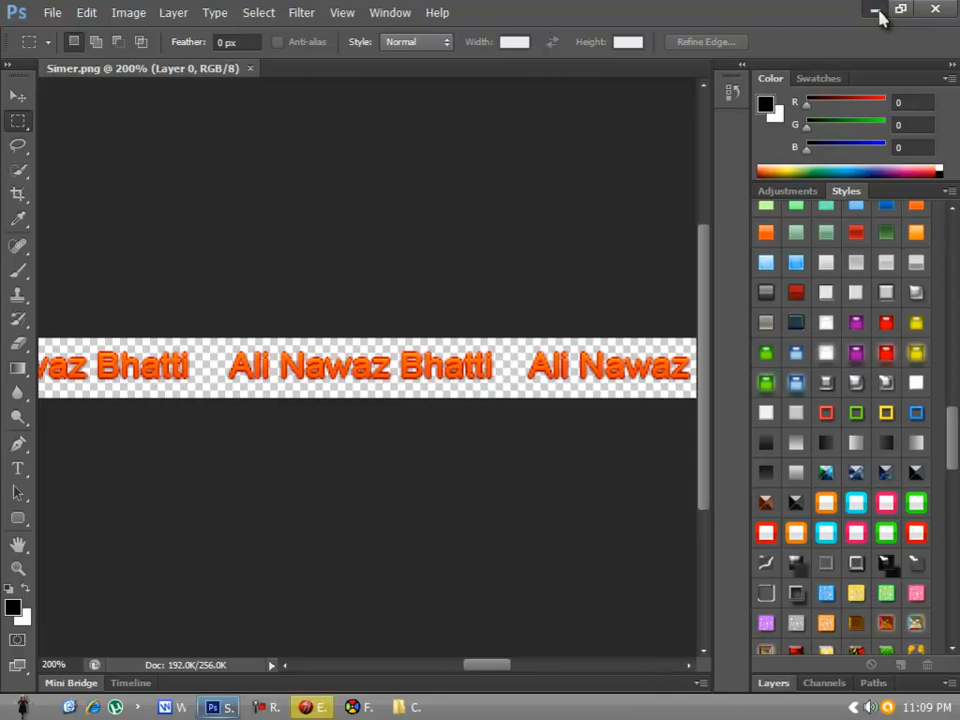 Ps File Edit Image Layer Type Select Filter View Window Help
Feather: 0 px Anti-alias Style: Normal Width: Height: Refine Edge...
Simer.png @ 200% (Layer 0, RGB/8) ×
Color Swatches
R 0
G 0
B 0
Adjustments Styles
waz Bhatti Ali Nawaz Bhatti Ali Nawaz
200% Doc: 192.0K/256.0K
Mini Bridge Timeline
Layers Channels Paths
W Ps S. R. E. F. C. 11:09 PM